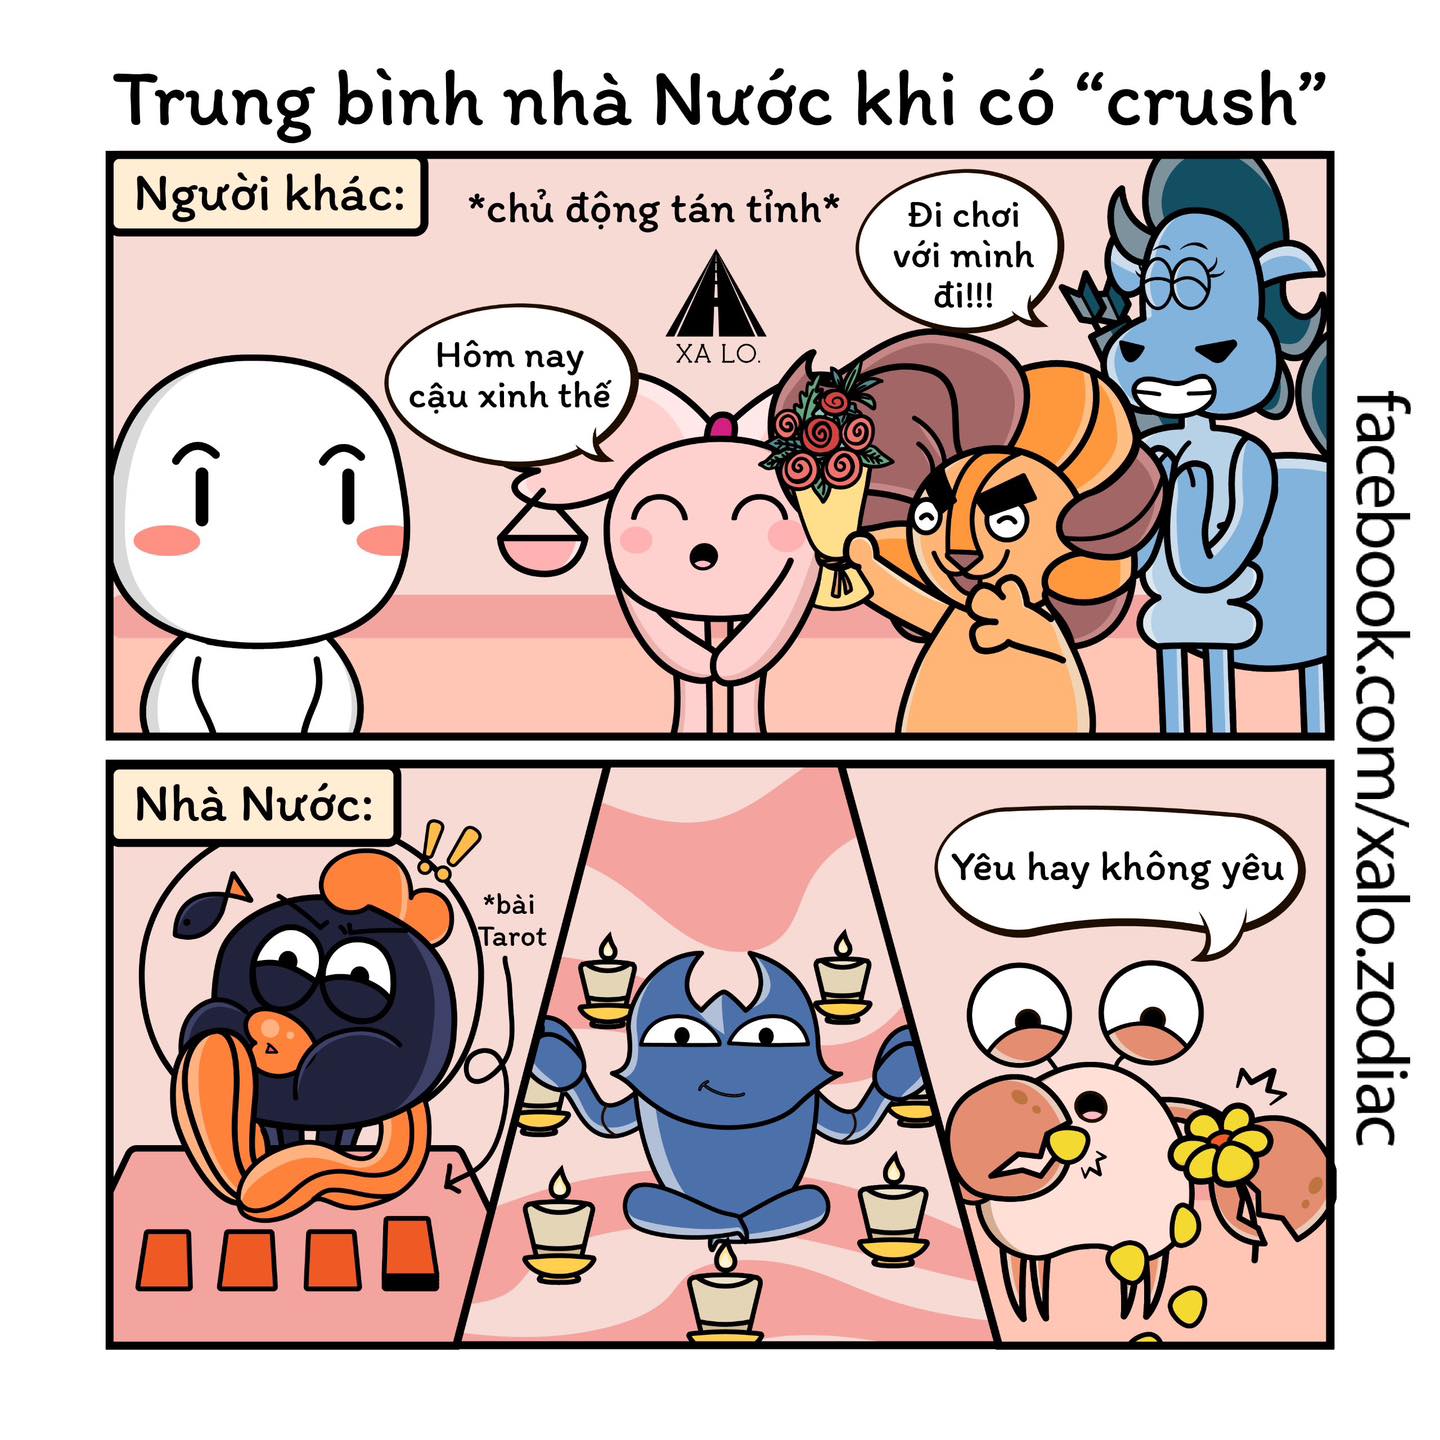 Trung bình nhà Nước khi có “crush”
Người khác:
*chủ động tán tỉnh*
Đi chơi
với mình
đi!!!
Hôm nay
cậu xinh thế
XA LO.
facebook.com/xalo.zodiac
Nhà Nước:
*bài
Tarot
Yêu hay không yêu